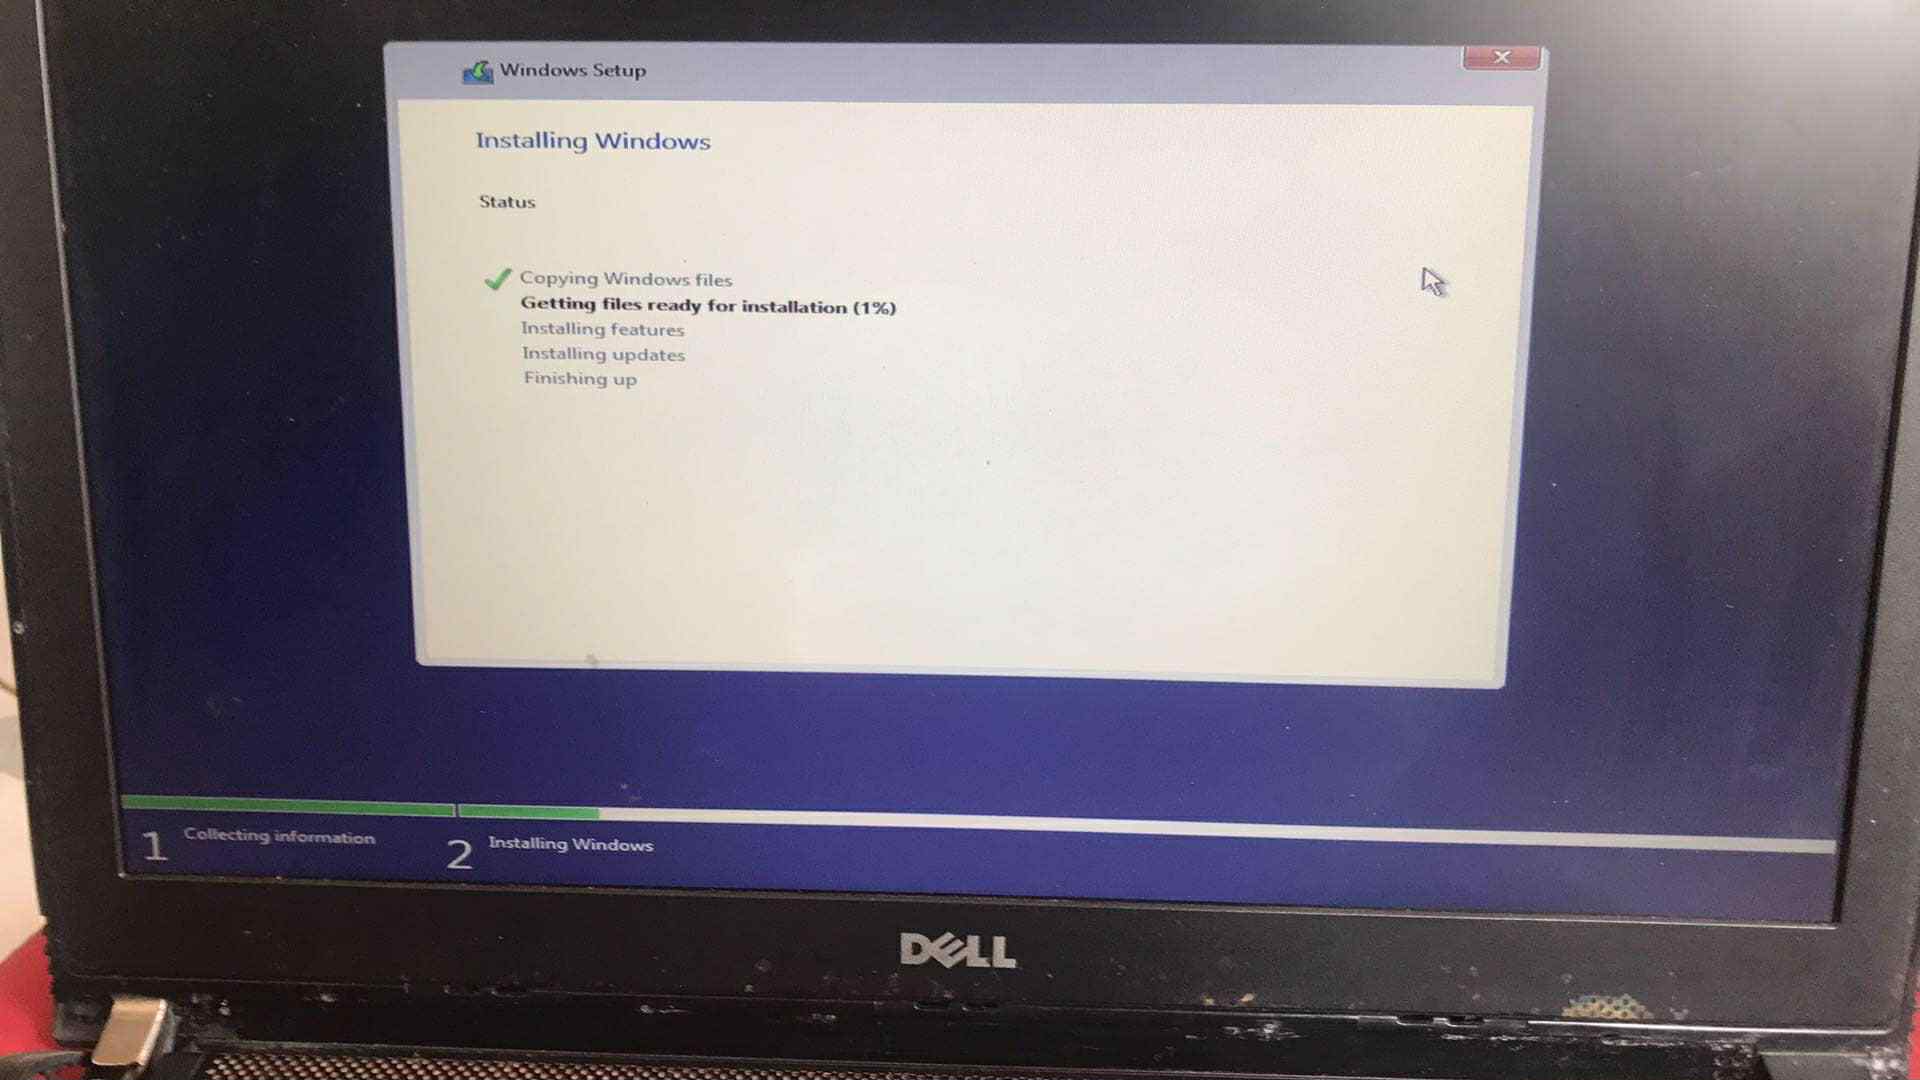 Windows Setup
Installing Windows
Status
Copying Windows files
Getting files ready for installation (1%)
Installing features
Installing updates
Finishing up
1 Collecting information
2 Installing Windows
DELL